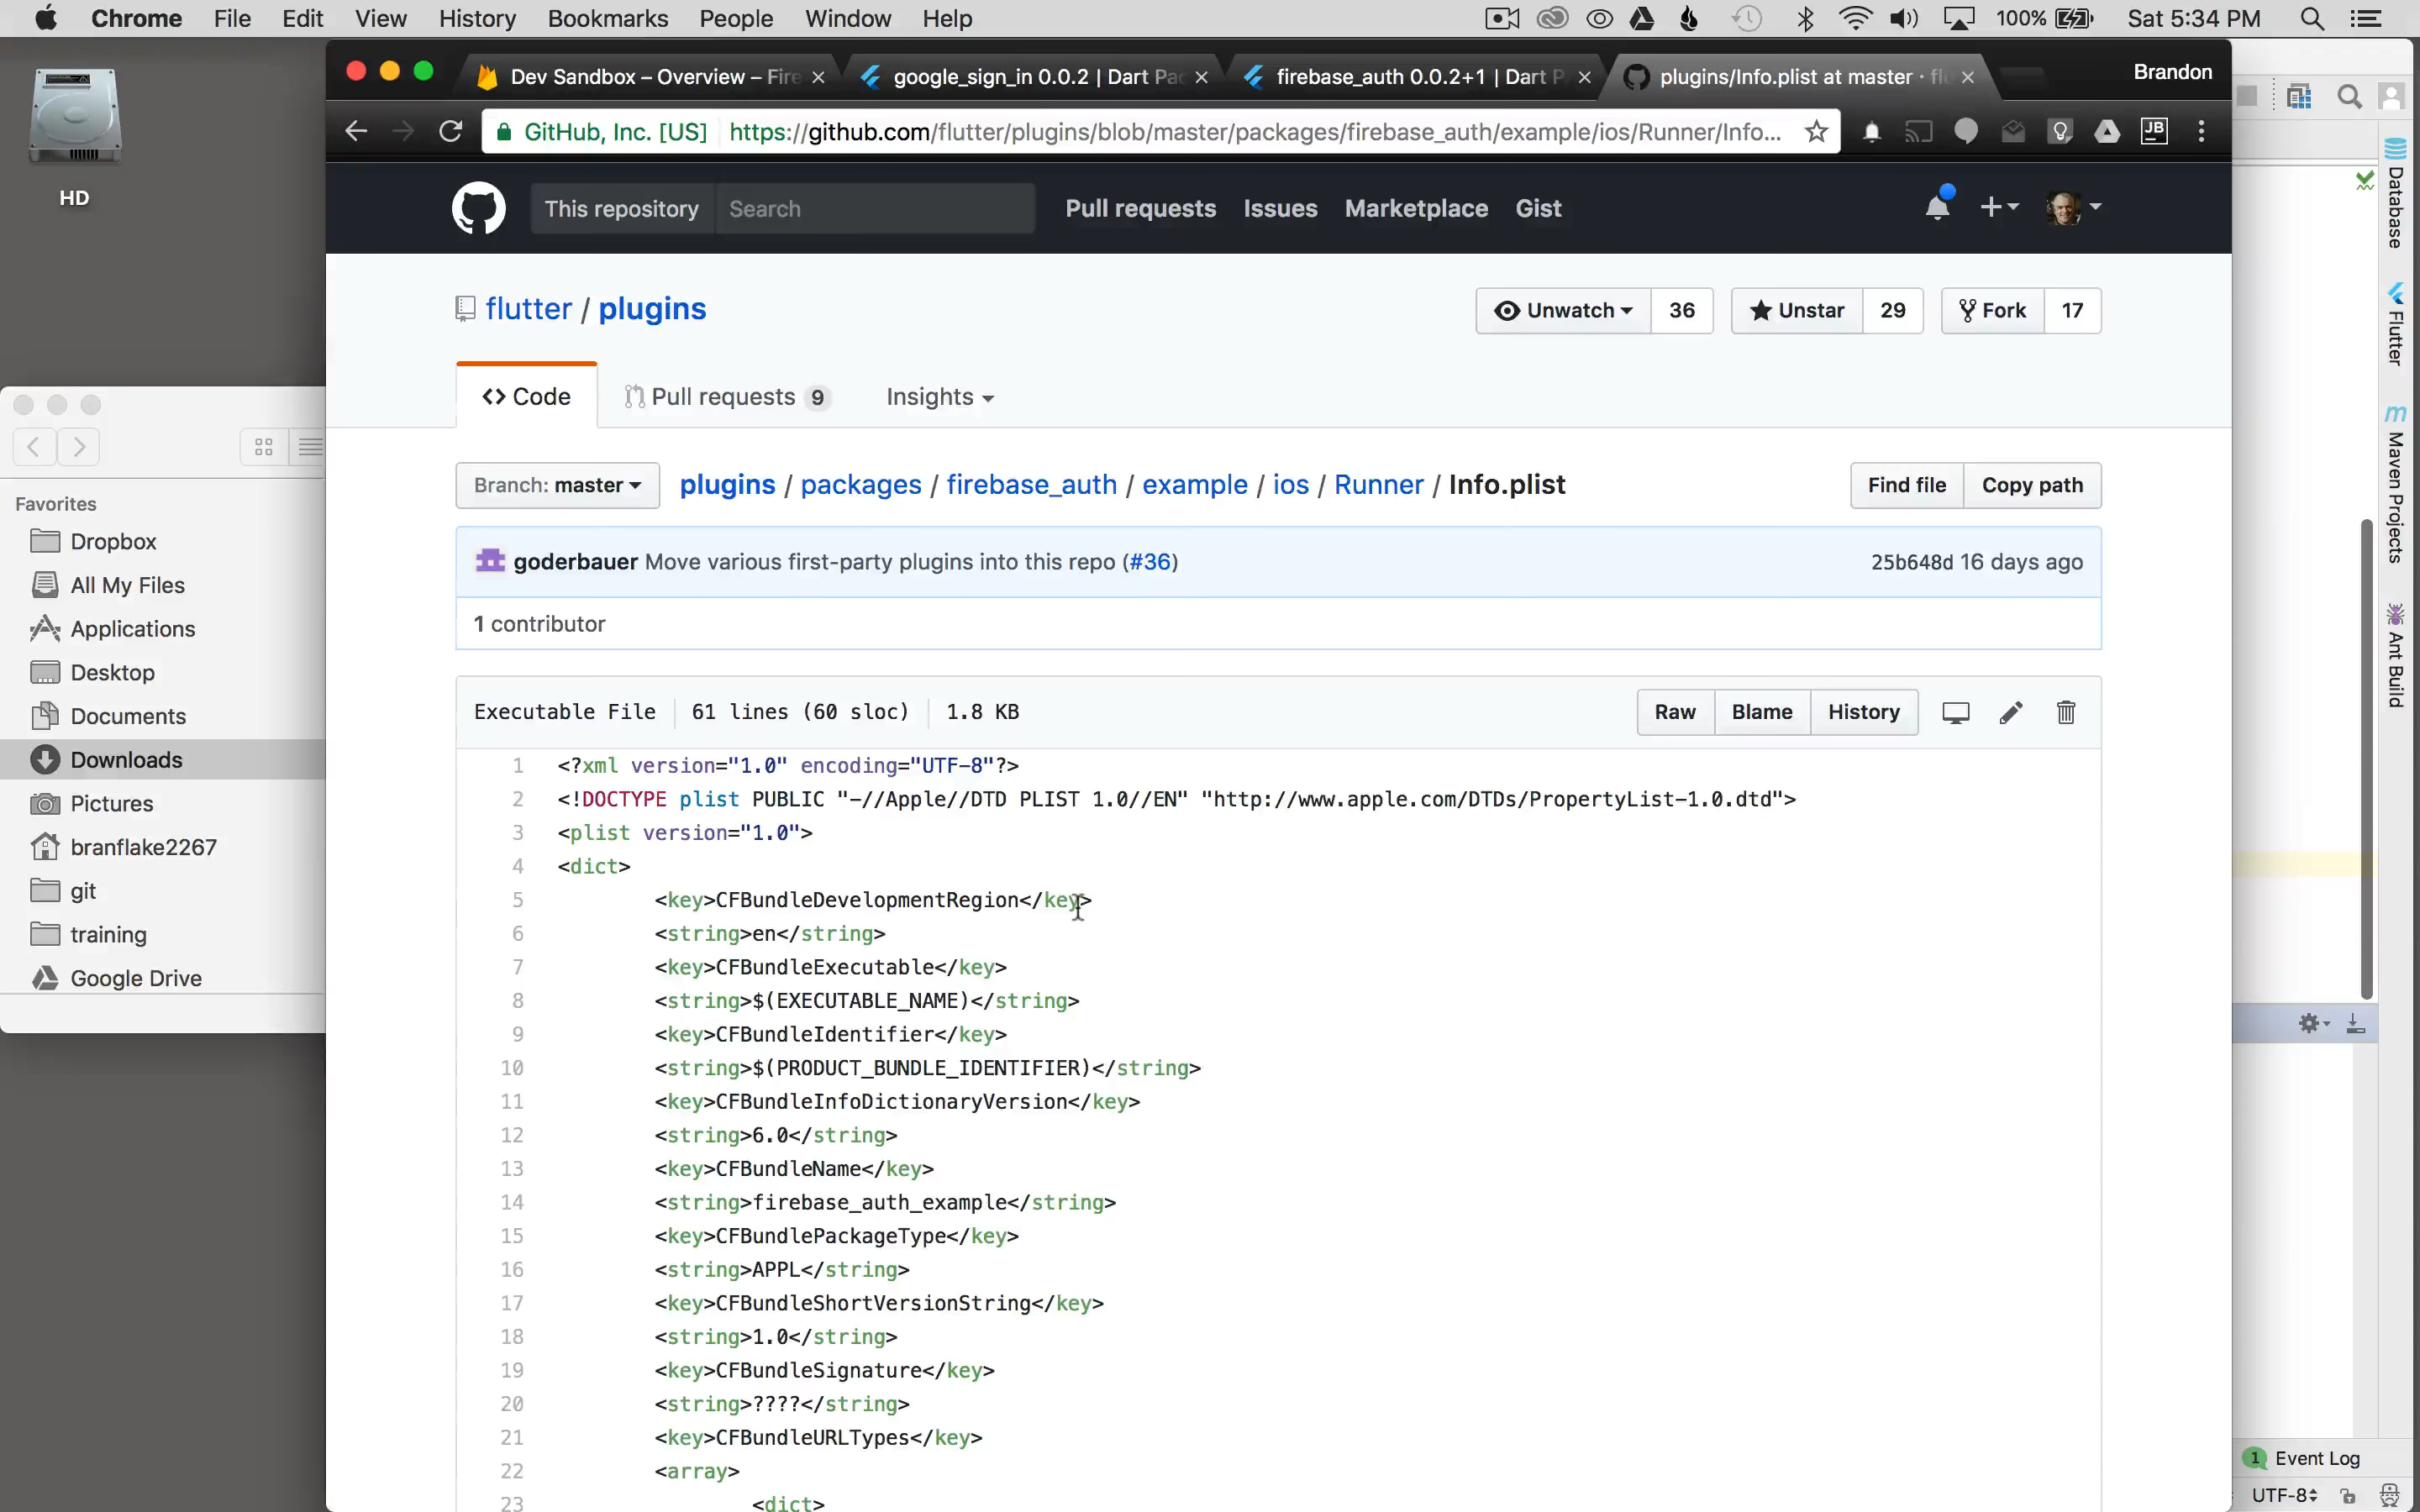 Chrome File Edit View History Bookmarks People Window Help 100% Sat 5:34 PM
HD
Dev Sandbox – Overview – Fire
google_sign_in 0.0.2 | Dart Pac
firebase_auth 0.0.2+1 | Dart P
plugins/Info.plist at master · fl
Brandon
GitHub, Inc. [US] https://github.com/flutter/plugins/blob/master/packages/firebase_auth/example/ios/Runner/Info... JB
This repository Search Pull requests Issues Marketplace Gist
flutter / plugins
Unwatch 36 Unstar 29 Fork 17
Code Pull requests 9 Insights
Branch: master plugins / packages / firebase_auth / example / ios / Runner / Info.plist Find file Copy path
goderbauer Move various first-party plugins into this repo (#36) 25b648d 16 days ago
1 contributor
Executable File 61 lines (60 sloc) 1.8 KB Raw Blame History
1 <?xml version="1.0" encoding="UTF-8"?>
2 <!DOCTYPE plist PUBLIC "-//Apple//DTD PLIST 1.0//EN" "http://www.apple.com/DTDs/PropertyList-1.0.dtd">
3 <plist version="1.0">
4 <dict>
5 <key>CFBundleDevelopmentRegion</key>
6 <string>en</string>
7 <key>CFBundleExecutable</key>
8 <string>$(EXECUTABLE_NAME)</string>
9 <key>CFBundleIdentifier</key>
10 <string>$(PRODUCT_BUNDLE_IDENTIFIER)</string>
11 <key>CFBundleInfoDictionaryVersion</key>
12 <string>6.0</string>
13 <key>CFBundleName</key>
14 <string>firebase_auth_example</string>
15 <key>CFBundlePackageType</key>
16 <string>APPL</string>
17 <key>CFBundleShortVersionString</key>
18 <string>1.0</string>
19 <key>CFBundleSignature</key>
20 <string>????</string>
21 <key>CFBundleURLTypes</key>
22 <array>
23 <dict>
Favorites
Dropbox
All My Files
Applications
Desktop
Documents
Downloads
Pictures
branflake2267
git
training
Google Drive
Database
Flutter
m Maven Projects
Ant Build
1 Event Log
UTF-8